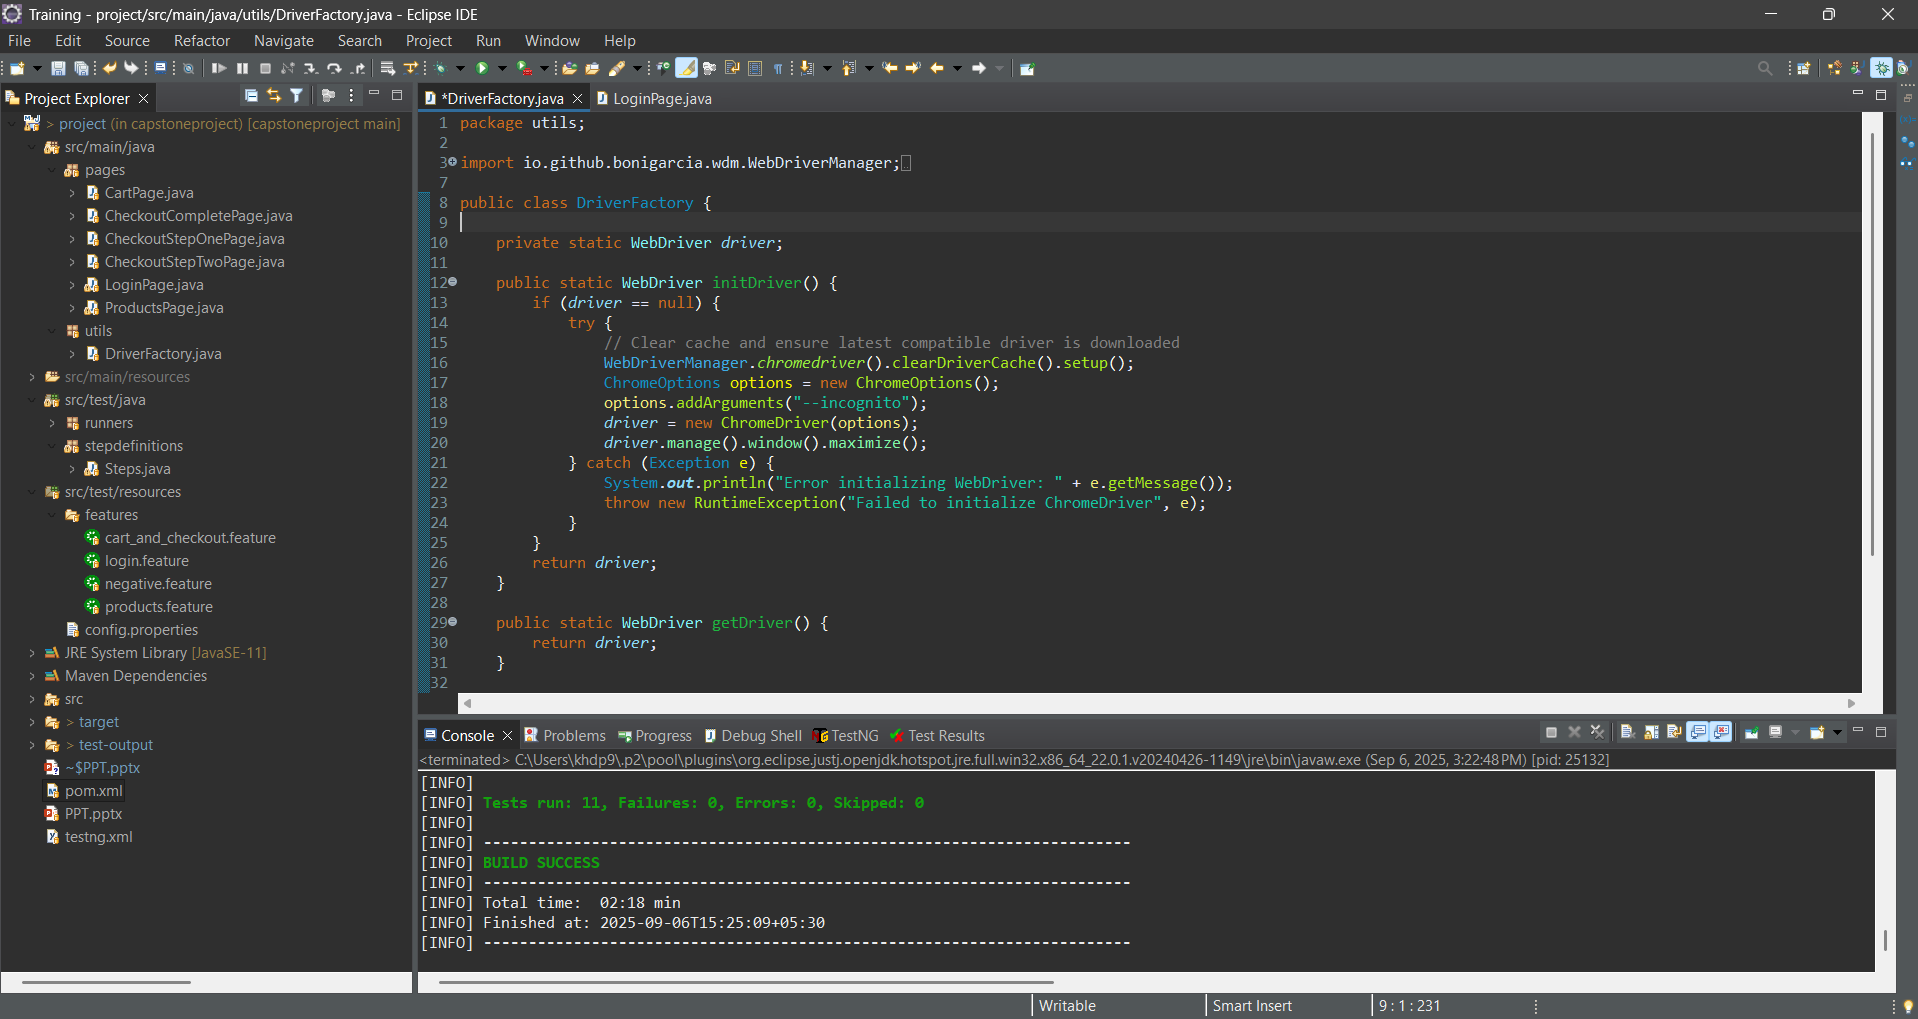 Training - project/src/main/java/utils/DriverFactory.java - Eclipse IDE
File Edit Source Refactor Navigate Search Project Run Window Help
Project Explorer
> project (in capstoneproject) [capstoneproject main]
src/main/java
pages
CartPage.java
CheckoutCompletePage.java
CheckoutStepOnePage.java
CheckoutStepTwoPage.java
LoginPage.java
ProductsPage.java
utils
DriverFactory.java
src/main/resources
src/test/java
runners
stepdefinitions
Steps.java
src/test/resources
features
cart_and_checkout.feature
login.feature
negative.feature
products.feature
config.properties
JRE System Library [JavaSE-11]
Maven Dependencies
src
> target
> test-output
~$PPT.pptx
pom.xml
PPT.pptx
testng.xml
*DriverFactory.java LoginPage.java
1 package utils;
2
3 import io.github.bonigarcia.wdm.WebDriverManager;
7
8 public class DriverFactory {
9
10 private static WebDriver driver;
11
12 public static WebDriver initDriver() {
13 if (driver == null) {
14 try {
15 // Clear cache and ensure latest compatible driver is downloaded
16 WebDriverManager.chromedriver().clearDriverCache().setup();
17 ChromeOptions options = new ChromeOptions();
18 options.addArguments("--incognito");
19 driver = new ChromeDriver(options);
20 driver.manage().window().maximize();
21 } catch (Exception e) {
22 System.out.println("Error initializing WebDriver: " + e.getMessage());
23 throw new RuntimeException("Failed to initialize ChromeDriver", e);
24 }
25 }
26 return driver;
27 }
28
29 public static WebDriver getDriver() {
30 return driver;
31 }
32
Console Problems Progress Debug Shell TestNG Test Results
<terminated> C:\Users\khdp9\.p2\pool\plugins\org.eclipse.justj.openjdk.hotspot.jre.full.win32.x86_64_22.0.1.v20240426-1149\jre\bin\javaw.exe (Sep 6, 2025, 3:22:48 PM) [pid: 25132]
[INFO]
[INFO] Tests run: 11, Failures: 0, Errors: 0, Skipped: 0
[INFO]
[INFO] ------------------------------------------------------------------------
[INFO] BUILD SUCCESS
[INFO] ------------------------------------------------------------------------
[INFO] Total time:  02:18 min
[INFO] Finished at: 2025-09-06T15:25:09+05:30
[INFO] ------------------------------------------------------------------------
Writable Smart Insert 9 : 1 : 231